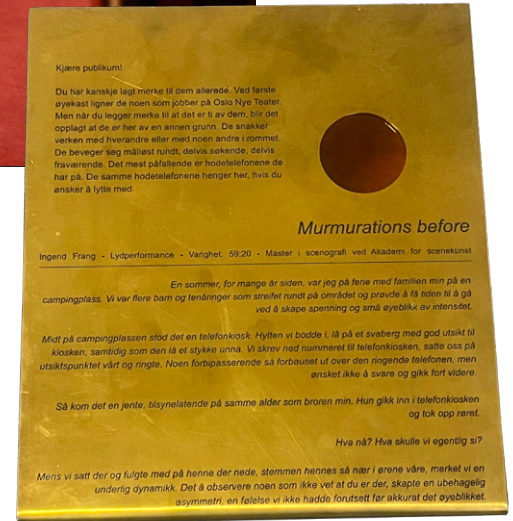 Kjære publikum!
Du har kanskje lagt merke til dem allerede. Ved første
øyekast ligner de noen som jobber på Oslo Nye Teater.
Men når du legger merke til at det er ti av dem, blir det
opplagt at de er her av en annen grunn. De snakker
verken med hverandre eller med noen andre i rommet.
De beveger seg målløst rundt, delvis søkende, delvis
fraværende. Det mest påfallende er hodetelefonene de
har på. De samme hodetelefonene henger her, hvis du
ønsker å lytte med.
Murmurations before
Ingerid Frang - Lydperformance - Varighet: 59:20 - Master i scenografi ved Akademi for scenekunst
En sommer, for mange år siden, var jeg på ferie med familien min på en
campingplass. Vi var flere barn og tenåringer som streifet rundt på området og prøvde å få tiden til å gå
ved å skape spenning og små øyeblikk av intensitet.
Midt på campingplassen stod det en telefonkiosk. Hytten vi bodde i, lå på et svaberg med god utsikt til
kiosken, samtidig som den lå et stykke unna. Vi skrev ned nummeret til telefonkiosken, satte oss på
utsiktspunktet vårt og ringte. Noen forbipasserende så forbauset ut over den ringende telefonen, men
ønsket ikke å svare og gikk fort videre.
Så kom det en jente, tilsynelatende på samme alder som broren min. Hun gikk inn i telefonkiosken
og tok opp røret.
Hva nå? Hva skulle vi egentlig si?
Mens vi satt der og fulgte med på henne der nede, stemmen hennes så nær i ørene våre, merket vi en
underlig dynamikk. Det å observere noen som ikke vet at du er der, skapte en ubehagelig
asymmetri, en følelse vi ikke hadde forutsett før akkurat det øyeblikket.